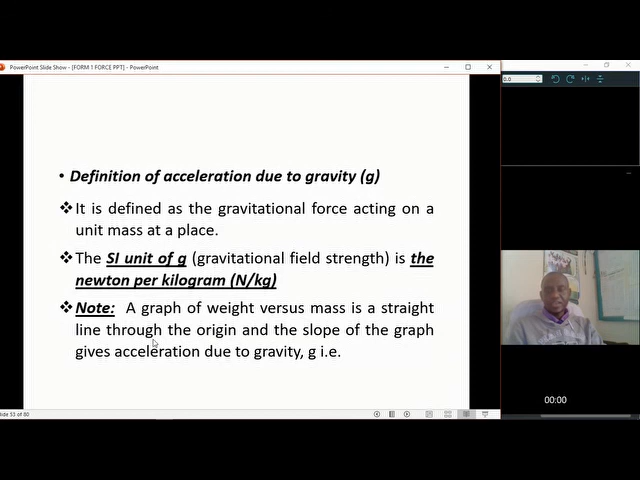 PowerPoint Slide Show - [FORM 1 FORCE PPT] - PowerPoint
0.0
• Definition of acceleration due to gravity (g)
❖It is defined as the gravitational force acting on a
unit mass at a place.
❖The SI unit of g (gravitational field strength) is the
newton per kilogram (N/kg)
❖Note: A graph of weight versus mass is a straight
line through the origin and the slope of the graph
gives acceleration due to gravity, g i.e.
00:00
lide 53 of 80